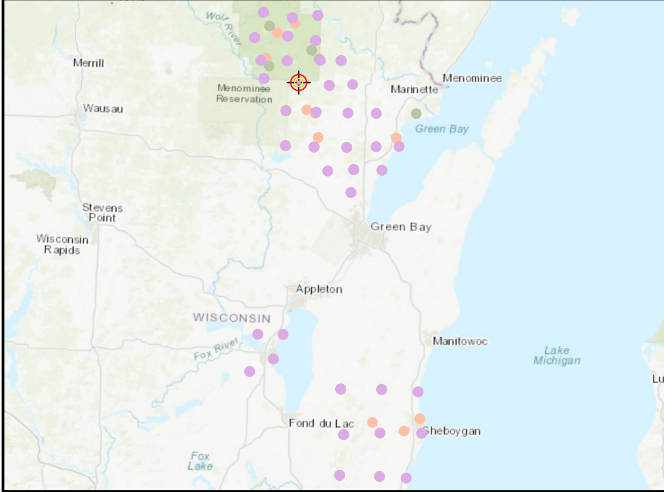 Wolf River
Merrill
Menominee
Marinette
Menominee
Reservation
Wausau
Green Bay
Stevens
Point
Green Bay
Wisconsin
Rapids
Appleton
WISCONSIN
Manitowoc
Fox River
Lake
Michigan
Lu
Fond du Lac
Sheboygan
Fox
Lake